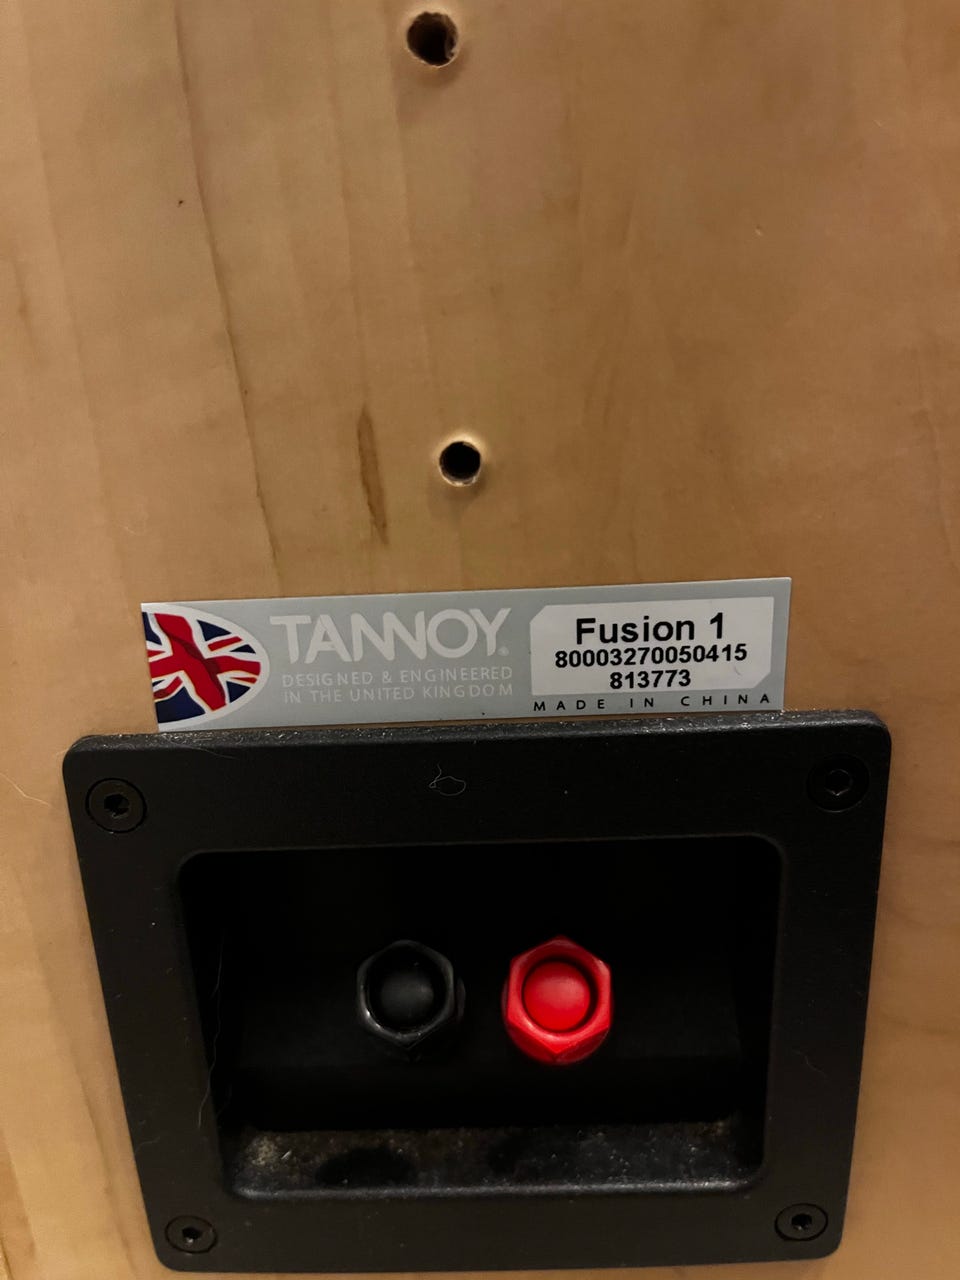 TANNOY®
DESIGNED & ENGINEERED
IN THE UNITED KINGDOM
Fusion 1
80003270050415
813773
MADE IN CHINA